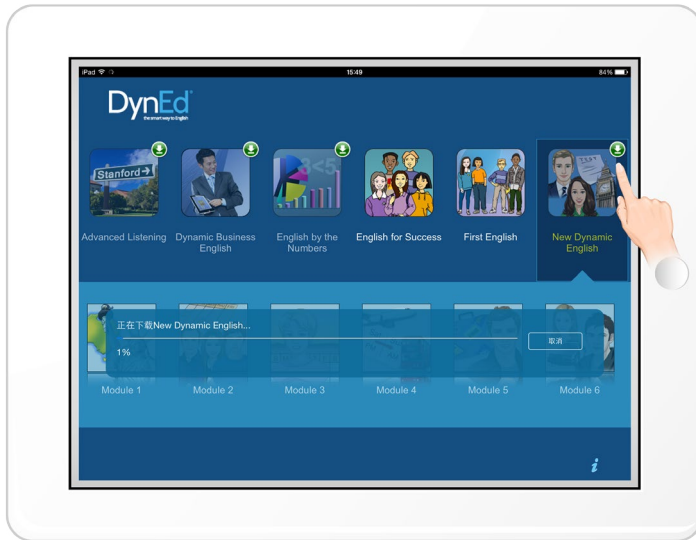 iPad
15:49
84%
DynEd
the smart way to English
Stanford
3<5
Advanced Listening
Dynamic Business
English
English by the
Numbers
English for Success
First English
New Dynamic
English
正在下载New Dynamic English...
取消
1%
Module 1
Module 2
Module 3
Module 4
Module 5
Module 6
i